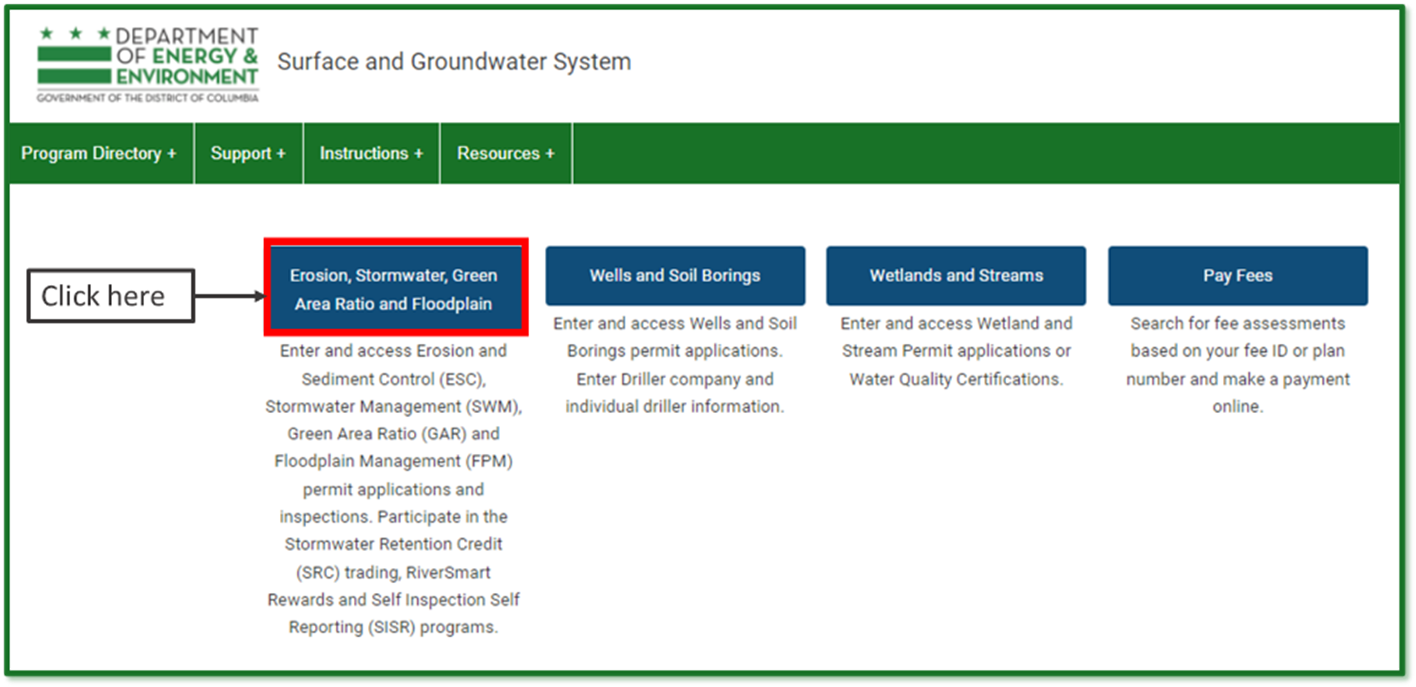 DEPARTMENT
OF ENERGY &
ENVIRONMENT
GOVERNMENT OF THE DISTRICT OF COLUMBIA
Surface and Groundwater System
Program Directory +
Support +
Instructions +
Resources +
Click here
Erosion, Stormwater, Green
Area Ratio and Floodplain
Enter and access Erosion and
Sediment Control (ESC),
Stormwater Management (SWM),
Green Area Ratio (GAR) and
Floodplain Management (FPM)
permit applications and
inspections. Participate in the
Stormwater Retention Credit
(SRC) trading, RiverSmart
Rewards and Self Inspection Self
Reporting (SISR) programs.
Wells and Soil Borings
Enter and access Wells and Soil
Borings permit applications.
Enter Driller company and
individual driller information.
Wetlands and Streams
Enter and access Wetland and
Stream Permit applications or
Water Quality Certifications.
Pay Fees
Search for fee assessments
based on your fee ID or plan
number and make a payment
online.